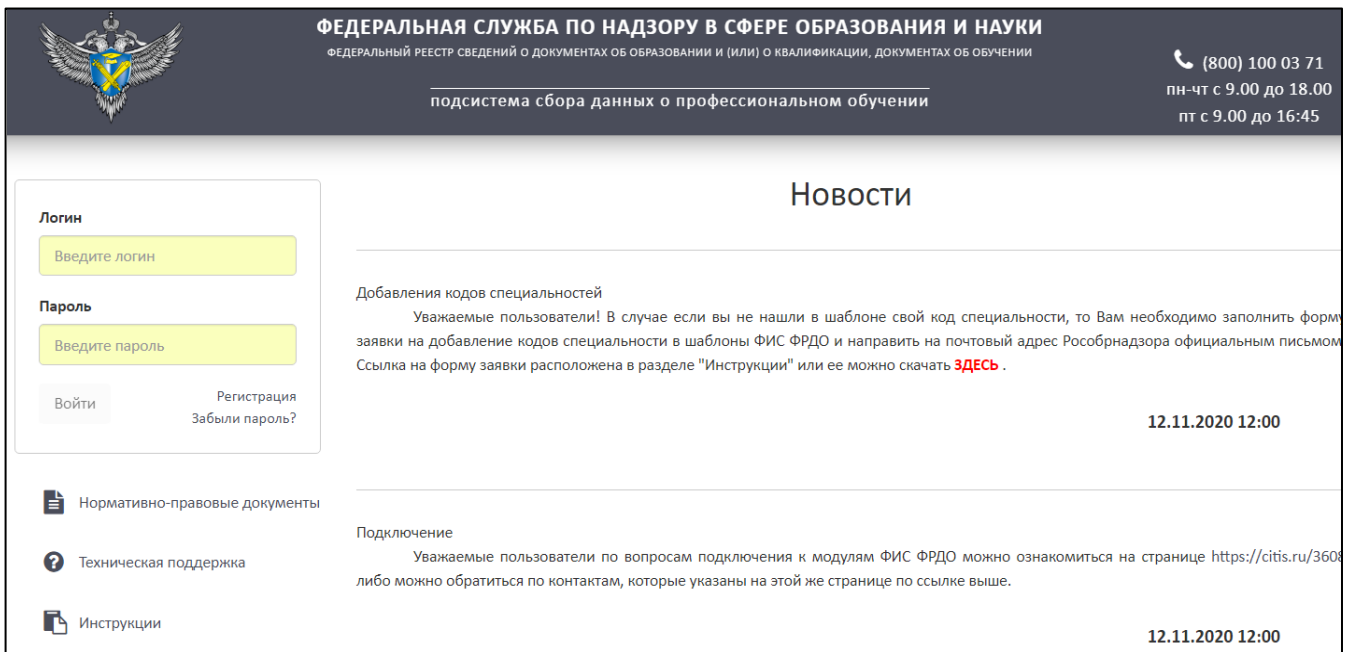 ФЕДЕРАЛЬНАЯ СЛУЖБА ПО НАДЗОРУ В СФЕРЕ ОБРАЗОВАНИЯ И НАУКИ
ФЕДЕРАЛЬНЫЙ РЕЕСТР СВЕДЕНИЙ О ДОКУМЕНТАХ ОБ ОБРАЗОВАНИИ И (ИЛИ) О КВАЛИФИКАЦИИ, ДОКУМЕНТАХ ОБ ОБУЧЕНИИ
подсистема сбора данных о профессиональном обучении
(800) 100 03 71
пн-чт с 9.00 до 18.00
пт с 9.00 до 16:45
Логин
Введите логин
Пароль
Введите пароль
Войти
Регистрация
Забыли пароль?
Нормативно-правовые документы
Техническая поддержка
Инструкции
Новости
Добавления кодов специальностей
Уважаемые пользователи! В случае если вы не нашли в шаблоне свой код специальности, то Вам необходимо заполнить форму
заявки на добавление кодов специальности в шаблоны ФИС ФРДО и направить на почтовый адрес Рособрнадзора официальным письмом
Ссылка на форму заявки расположена в разделе "Инструкции" или ее можно скачать ЗДЕСЬ .
12.11.2020 12:00
Подключение
Уважаемые пользователи по вопросам подключения к модулям ФИС ФРДО можно ознакомиться на странице https://citis.ru/3608
либо можно обратиться по контактам, которые указаны на этой же странице по ссылке выше.
12.11.2020 12:00